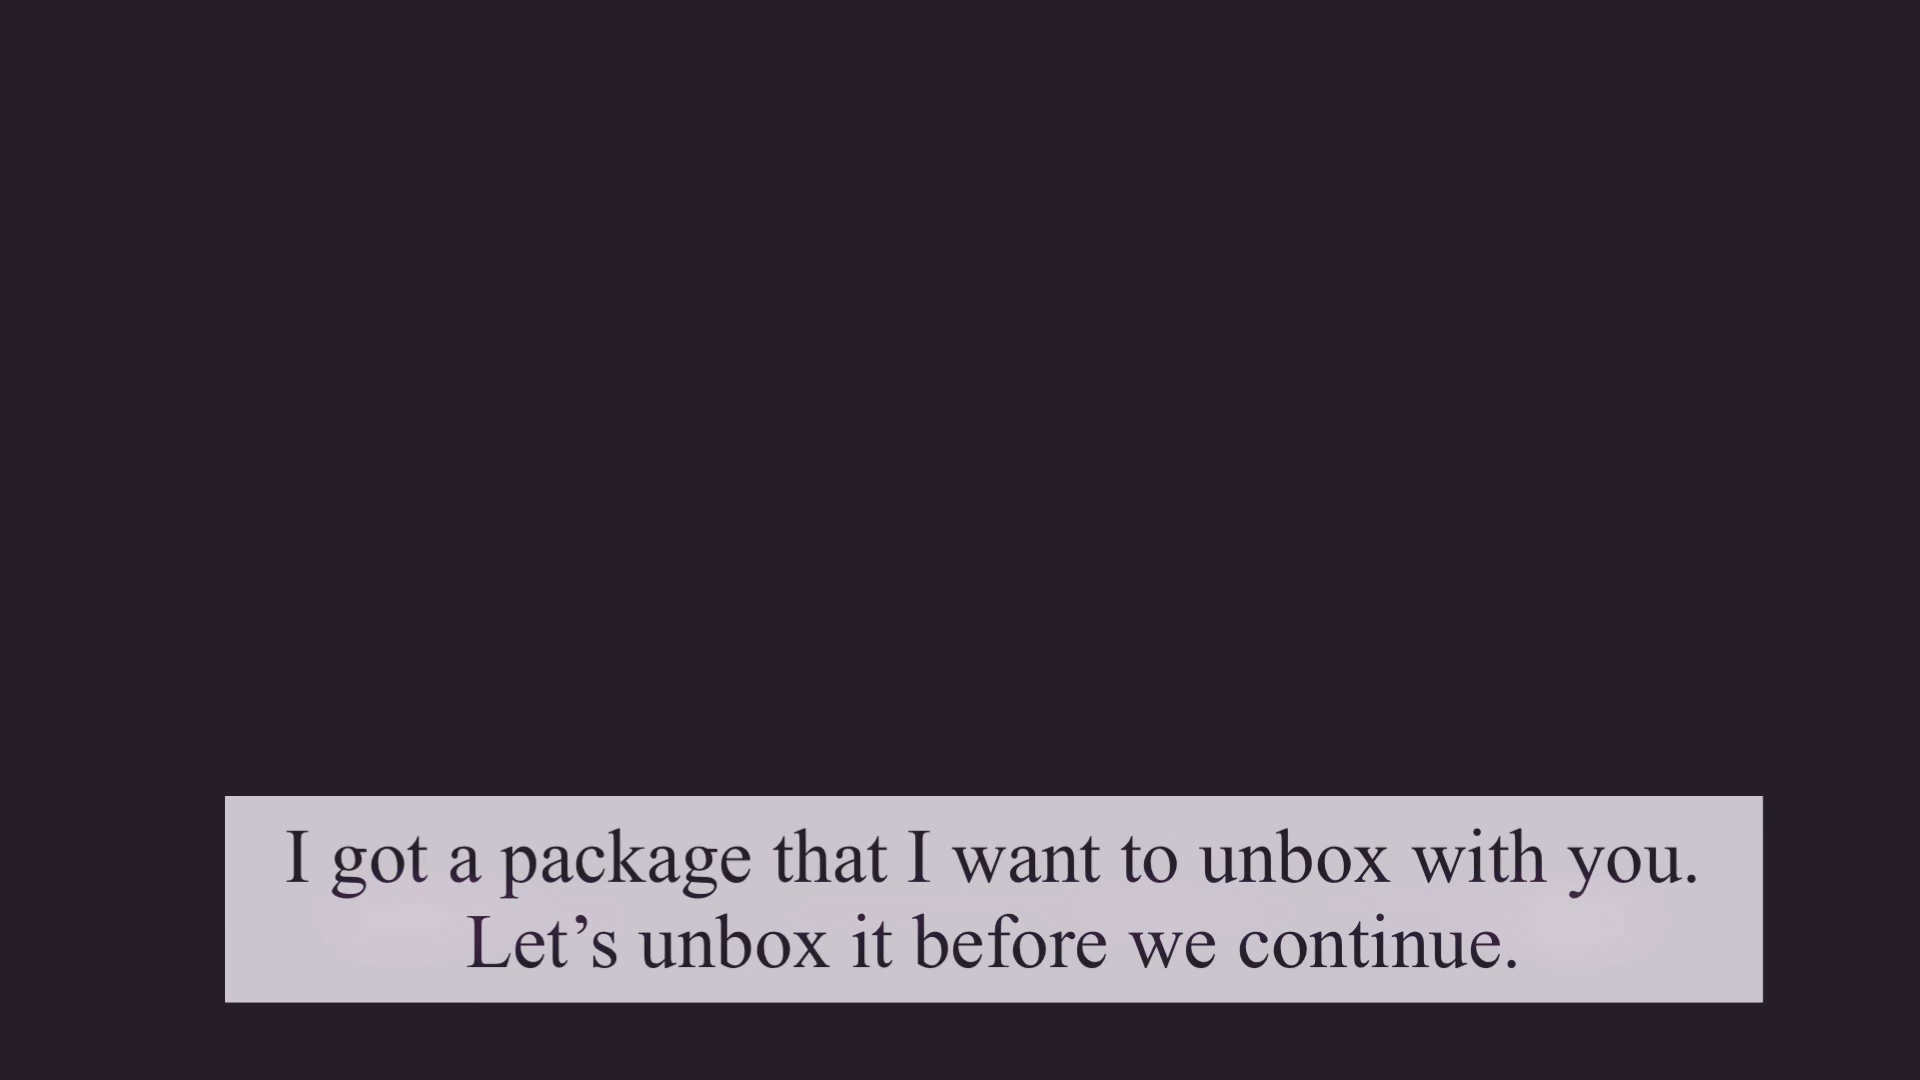 I got a package that I want to unbox with you.
Let’s unbox it before we continue.